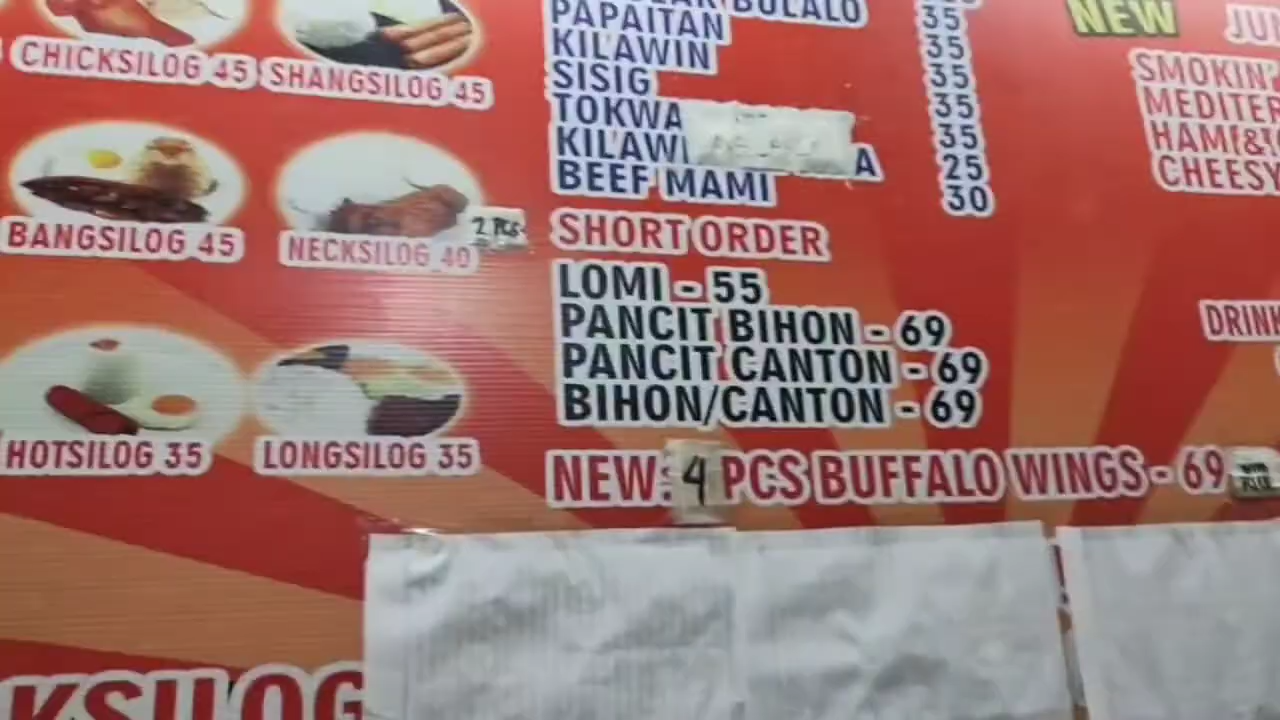 CHICKSILOG 45
SHANGSILOG 45
BANGSILOG 45
NECKSILOG 40
2 PCS
HOTSILOG 35
LONGSILOG 35
BULALO
PAPAITAN 35
KILAWIN 35
SISIG 35
TOKWA 35
KILAWI A 25
BEEF MAMI 30
SHORT ORDER
LOMI - 55
PANCIT BIHON - 69
PANCIT CANTON - 69
BIHON/CANTON - 69
NEW: 4 PCS BUFFALO WINGS - 69
NEW
SMOKIN'
MEDITER
HAM&
CHEESY
DRINK
KSILOG